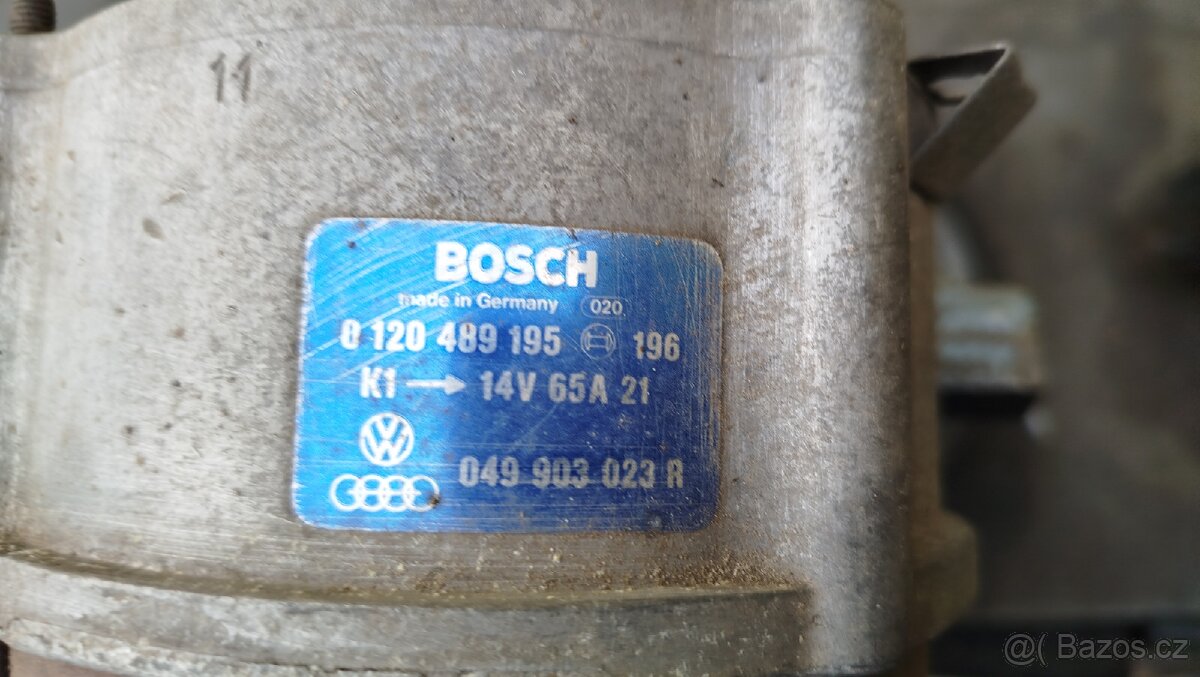 11
BOSCH
made in Germany 020
0 120 489 195 196
K1 → 14V 65A 21
VW
049 903 023 R
@( Bazos.cz